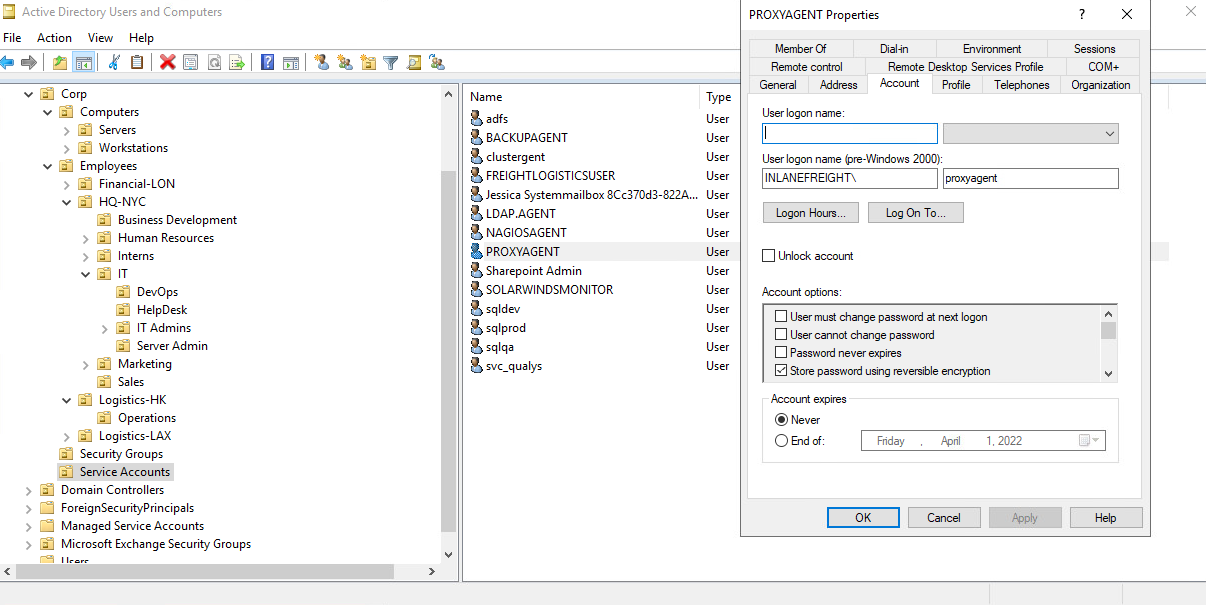 Active Directory Users and Computers
File Action View Help
Corp
Computers
Servers
Workstations
Employees
Financial-LON
HQ-NYC
Business Development
Human Resources
Interns
IT
DevOps
HelpDesk
IT Admins
Server Admin
Marketing
Sales
Logistics-HK
Operations
Logistics-LAX
Security Groups
Service Accounts
Domain Controllers
ForeignSecurityPrincipals
Managed Service Accounts
Microsoft Exchange Security Groups
Users
Name Type
adfs User
BACKUPAGENT User
clustergent User
FREIGHTLOGISTICSUSER User
Jessica Systemmailbox 8Cc370d3-822A... User
LDAP.AGENT User
NAGIOSAGENT User
PROXYAGENT User
Sharepoint Admin User
SOLARWINDSMONITOR User
sqldev User
sqlprod User
sqlqa User
svc_qualys User
PROXYAGENT Properties ?
Member Of Dial-in Environment Sessions
Remote control Remote Desktop Services Profile COM+
General Address Account Profile Telephones Organization
User logon name:
User logon name (pre-Windows 2000):
INLANEFREIGHT\ proxyagent
Logon Hours... Log On To...
Unlock account
Account options:
User must change password at next logon
User cannot change password
Password never expires
Store password using reversible encryption
Account expires
Never
End of: Friday , April 1, 2022
OK Cancel Apply Help